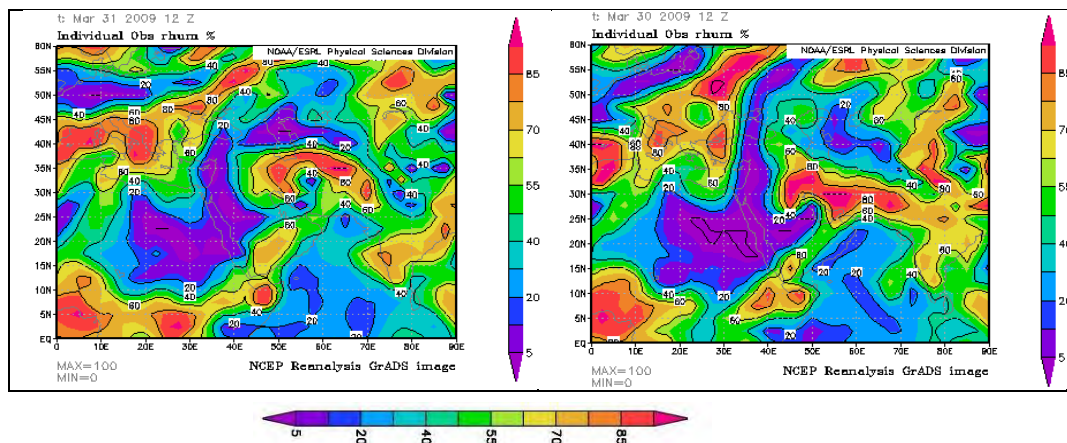 t: Mar 31 2009 12 Z
Individual Obs rhum %
NOAA/ESRL Physical Sciences Division
60N
55N
50N
45N
40N
35N
30N
25N
20N
15N
10N
5N
EQ
0 10E 20E 30E 40E 50E 60E 70E 80E 90E
85
70
55
40
20
5
MAX=100
MIN=0
NCEP Reanalysis GrADS image
t: Mar 30 2009 12 Z
Individual Obs rhum %
NOAA/ESRL Physical Sciences Division
60N
55N
50N
45N
40N
35N
30N
25N
20N
15N
10N
5N
EQ
0 10E 20E 30E 40E 50E 60E 70E 80E 90E
85
70
55
40
20
5
MAX=100
MIN=0
NCEP Reanalysis GrADS image
5 20 40 55 70 85